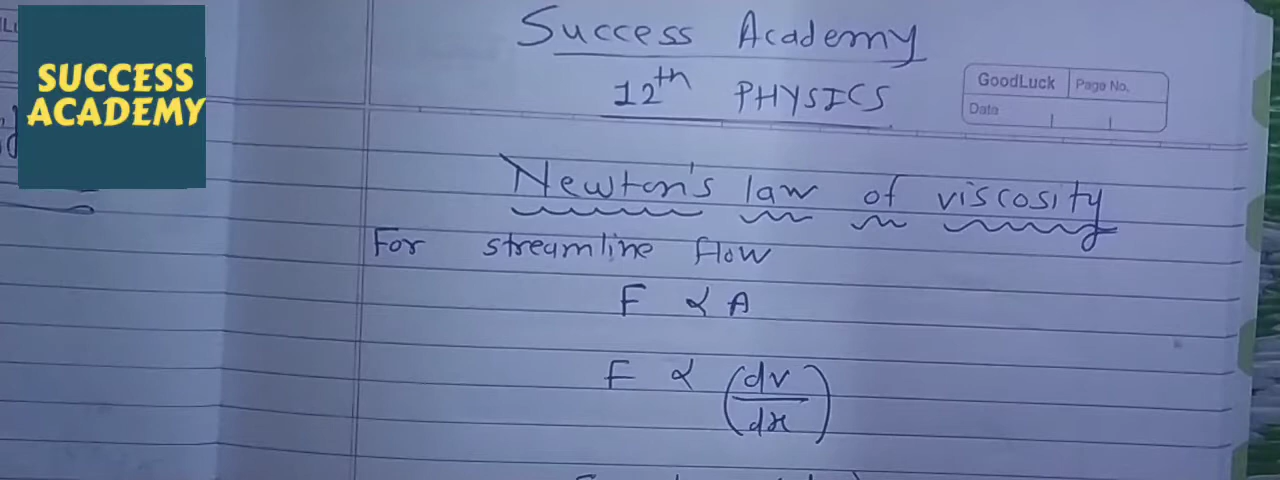 SUCCESS
ACADEMY
Success Academy
12th PHYSICS
GoodLuck Page No.
Date
Newton's law of viscosity
For streamline flow
F ∝ A
F ∝ (dv/dx)